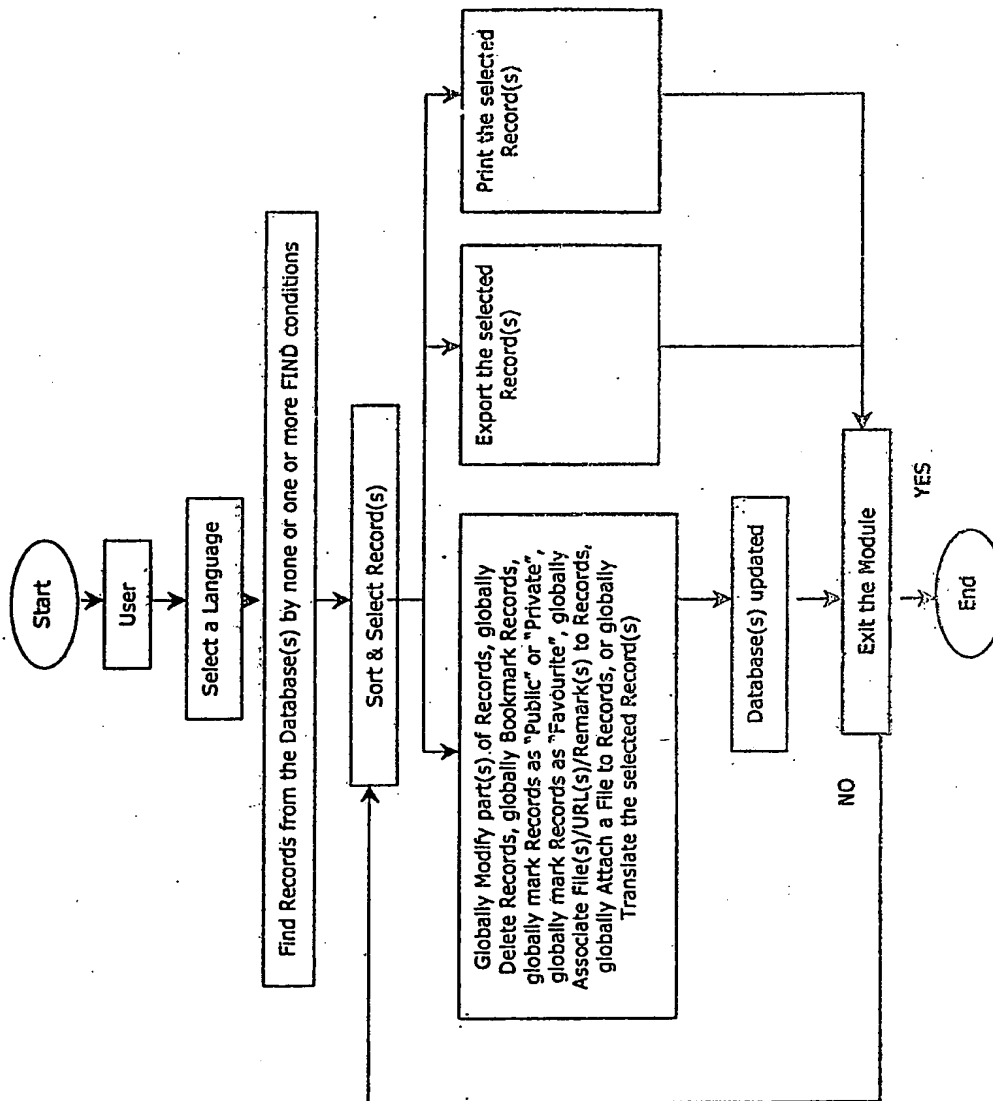 Start
User
Select a Language
Find Records from the Database(s) by none or one or more FIND conditions
Sort & Select Record(s)
Globally Modify part(s) of Records, globally
Delete Records, globally Bookmark Records,
globally mark Records as "Public" or "Private",
globally mark Records as "Favourite", globally
Associate File(s)/URL(s)/Remark(s) to Records,
globally Attach a File to Records, or globally
Translate the selected Record(s)
Export the selected
Record(s)
Print the selected
Record(s)
Database(s) updated
Exit the Module
NO
YES
End